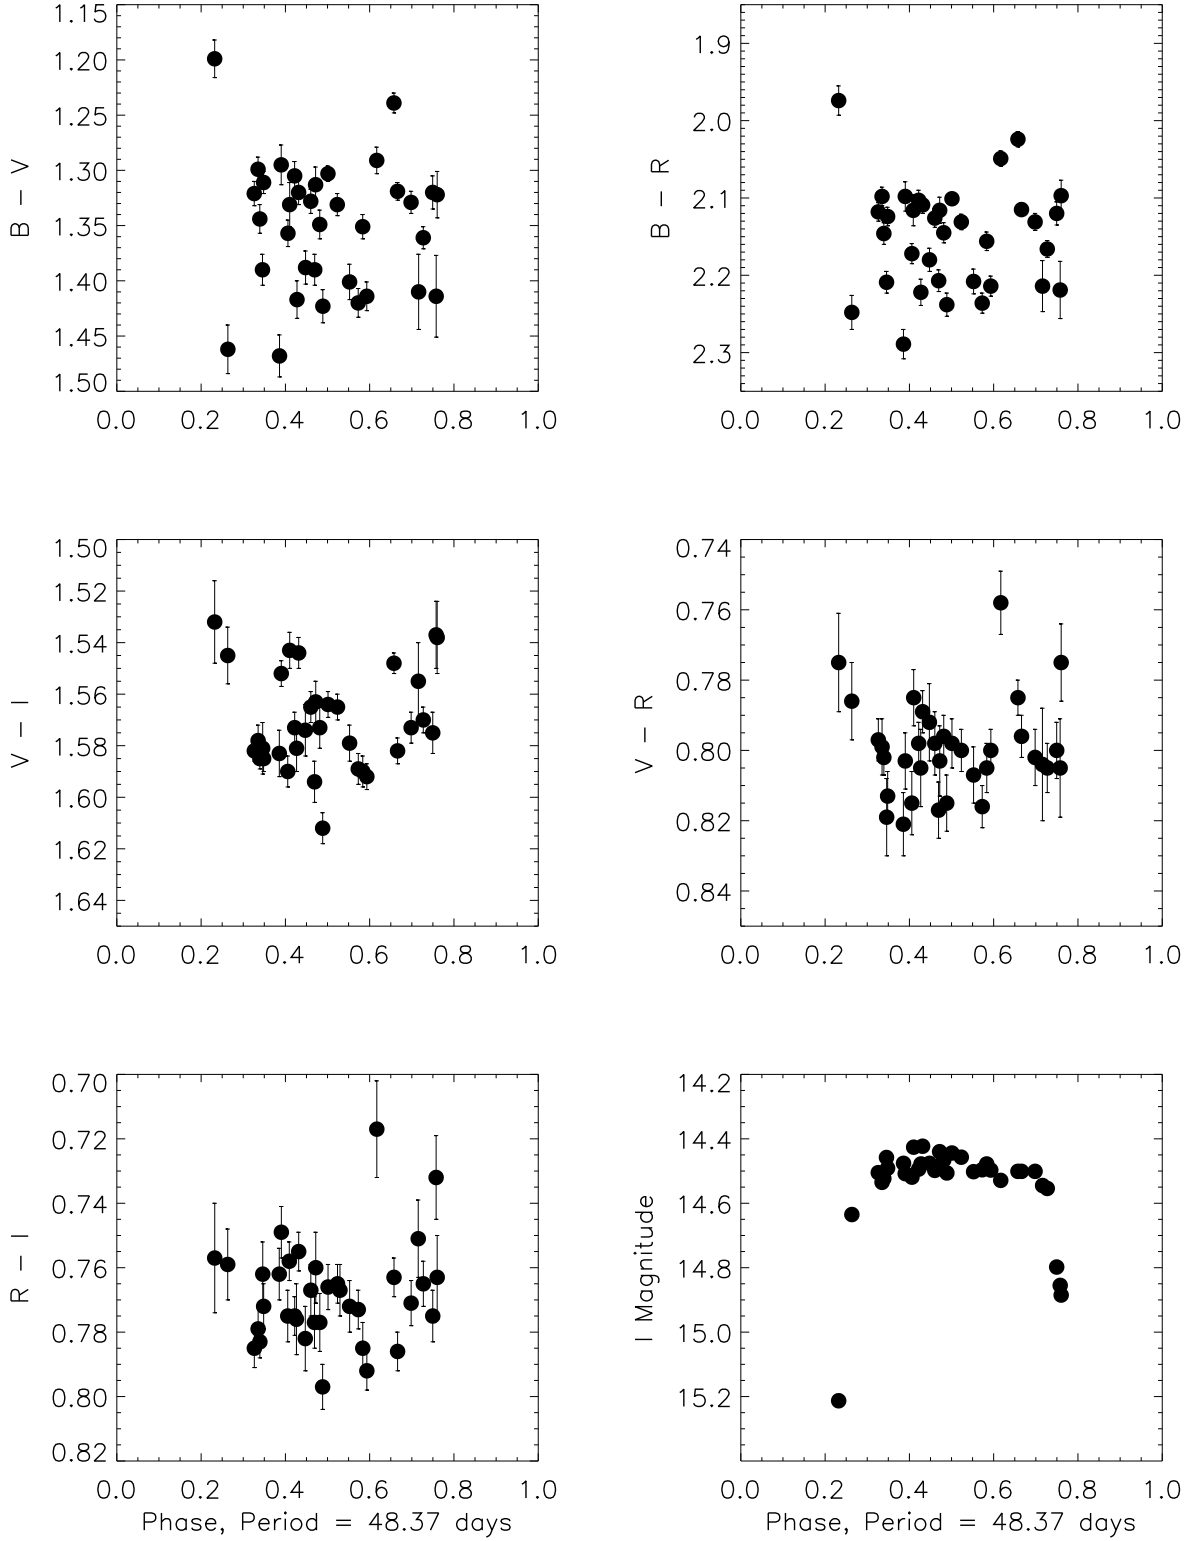 B – V
1.15
1.20
1.25
1.30
1.35
1.40
1.45
1.50
0.0 0.2 0.4 0.6 0.8 1.0
B – R
1.9
2.0
2.1
2.2
2.3
0.0 0.2 0.4 0.6 0.8 1.0
V – I
1.50
1.52
1.54
1.56
1.58
1.60
1.62
1.64
0.0 0.2 0.4 0.6 0.8 1.0
V – R
0.74
0.76
0.78
0.80
0.82
0.84
0.0 0.2 0.4 0.6 0.8 1.0
R – I
0.70
0.72
0.74
0.76
0.78
0.80
0.82
0.0 0.2 0.4 0.6 0.8 1.0
Phase, Period = 48.37 days
I Magnitude
14.2
14.4
14.6
14.8
15.0
15.2
0.0 0.2 0.4 0.6 0.8 1.0
Phase, Period = 48.37 days